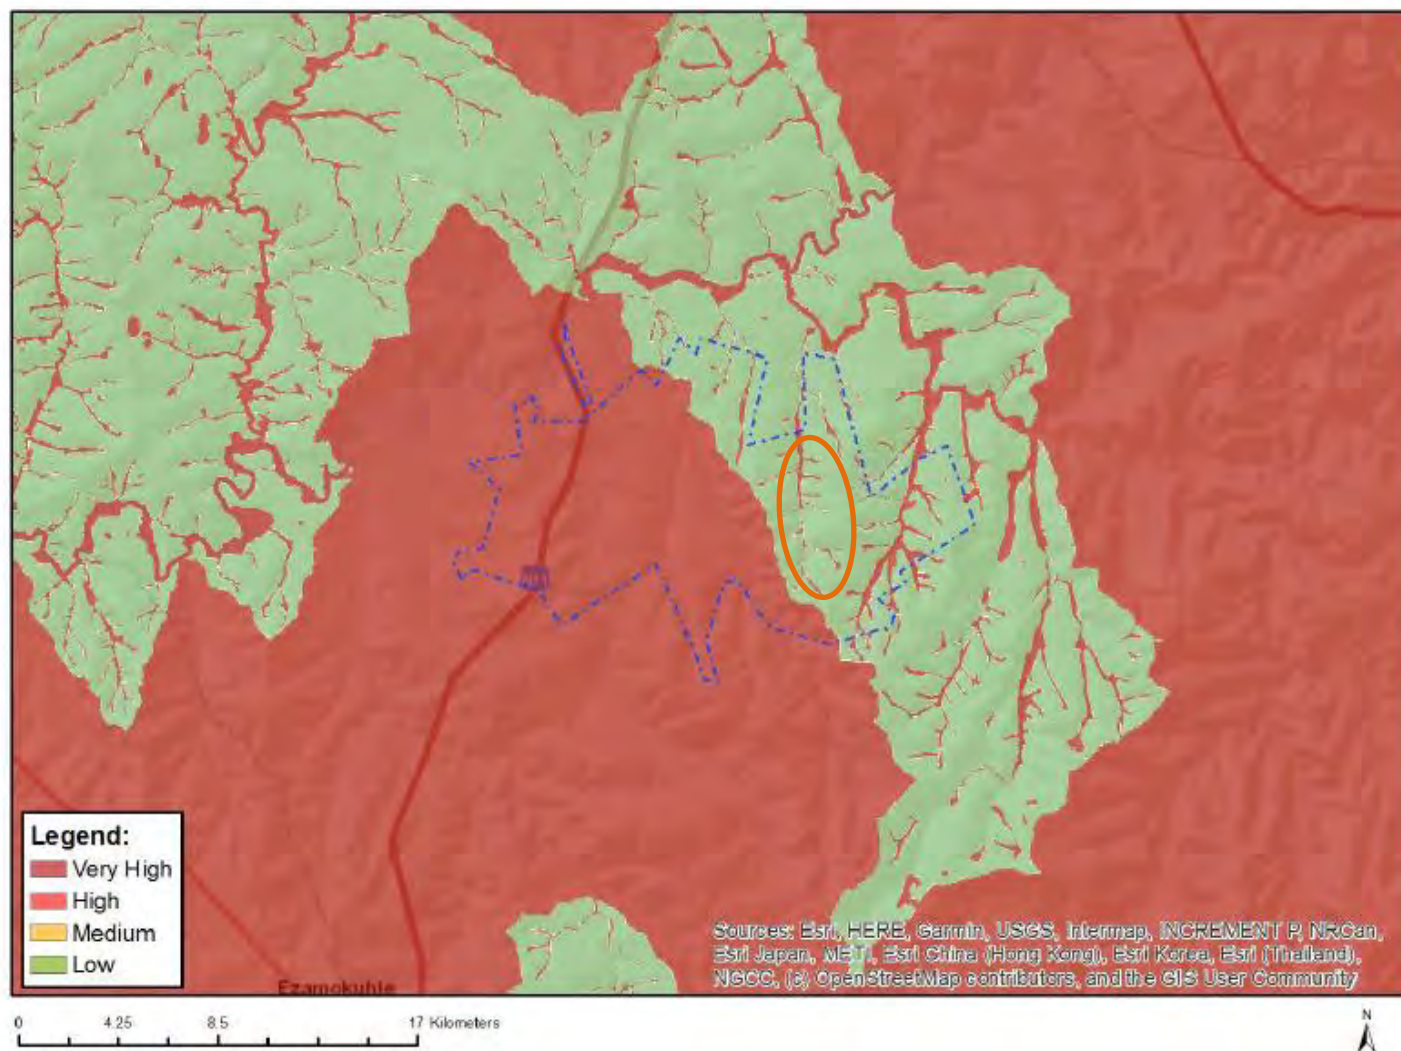 Legend:
Very High
High
Medium
Low
Ezamokuhle
Sources: Esri, HERE, Garmin, USGS, Intermap, INCREMENT P, NRCan,
Esri Japan, METI, Esri China (Hong Kong), Esri Korea, Esri (Thailand),
NGCC, (c) OpenStreetMap contributors, and the GIS User Community
0 4.25 8.5 17 Kilometers
N